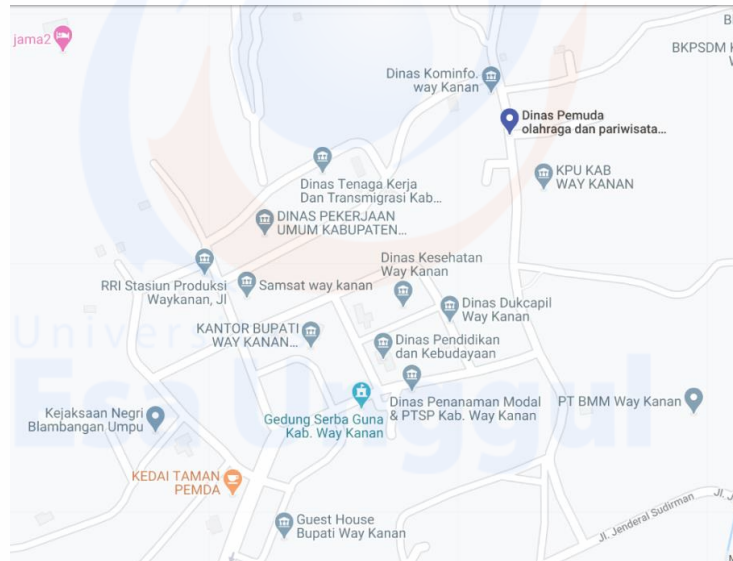 B
BKPSDM K
W
jama2
Dinas Kominfo.
way Kanan
Dinas Pemuda
olahraga dan pariwisata...
KPU KAB
WAY KANAN
Dinas Tenaga Kerja
Dan Transmigrasi Kab...
DINAS PEKERJAAN
UMUM KABUPATEN...
Dinas Kesehatan
Way Kanan
RRI Stasiun Produksi
Waykanan, Jl
Samsat way kanan
Dinas Dukcapil
Way Kanan
KANTOR BUPATI
WAY KANAN...
Dinas Pendidikan
dan Kebudayaan
Universi
Esa Unggul
Dinas Penanaman Modal
& PTSP Kab. Way Kanan
PT BMM Way Kanan
Gedung Serba Guna
Kab. Way Kanan
Kejaksaan Negri
Blambangan Umpu
KEDAI TAMAN
PEMDA
Guest House
Bupati Way Kanan
Jl. Jenderal Sudirman
Jl. J